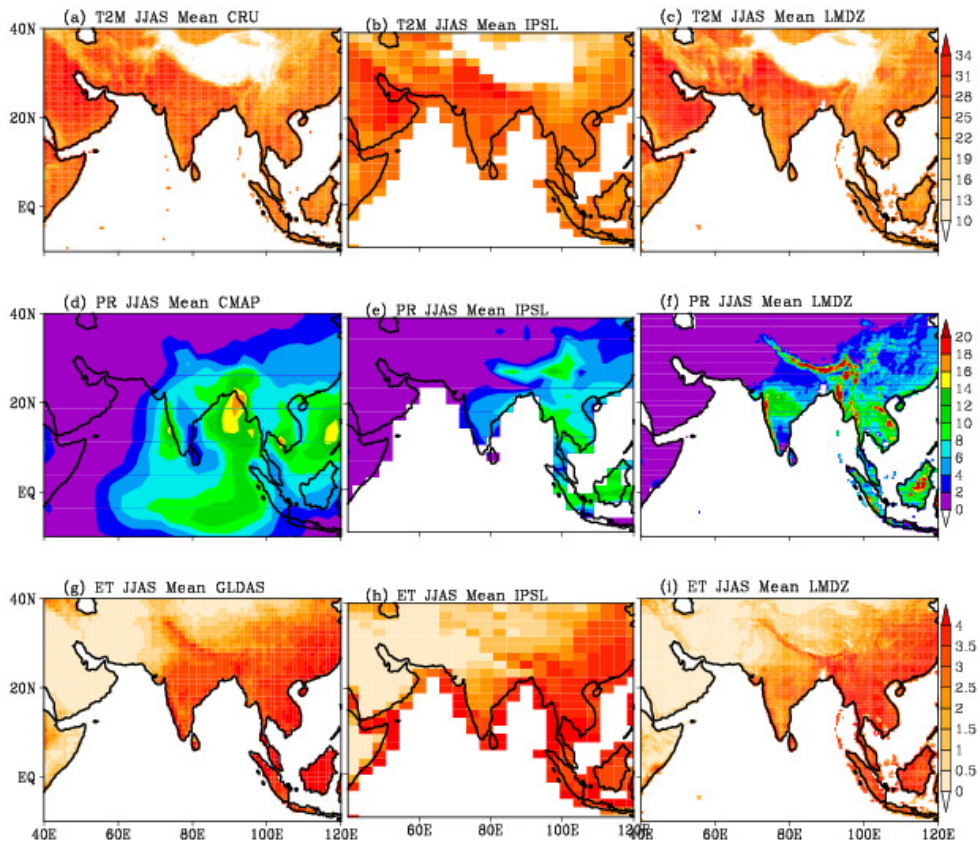 (a) T2M JJAS Mean CRU
(b) T2M JJAS Mean IPSL
(c) T2M JJAS Mean LMDZ
40N
20N
EQ
34
31
28
25
22
19
16
13
10
(d) PR JJAS Mean CMAP
(e) PR JJAS Mean IPSL
(f) PR JJAS Mean LMDZ
40N
20N
EQ
20
18
16
14
12
10
8
6
4
2
0
(g) ET JJAS Mean GLDAS
(h) ET JJAS Mean IPSL
(i) ET JJAS Mean LMDZ
40N
20N
EQ
4
3.5
3
2.5
2
1.5
1
0.5
0
40E 60E 80E 100E 60E 80E 100E 60E 80E 100E 120E